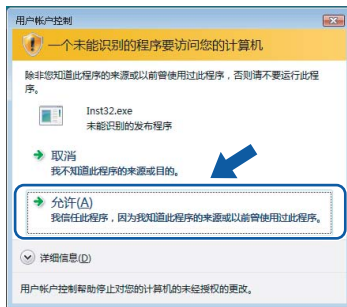 用户帐户控制
一个未能识别的程序要访问您的计算机
除非您知道此程序的来源或以前曾使用过此程序，否则请不要运行此程
序。
Inst32.exe
未能识别的发布程序
取消
我不知道此程序的来源或目的。
允许(A)
我信任此程序，因为我知道此程序的来源或以前曾使用过此程序。
详细信息(D)
用户帐户控制帮助停止对您的计算机的未经授权的更改。